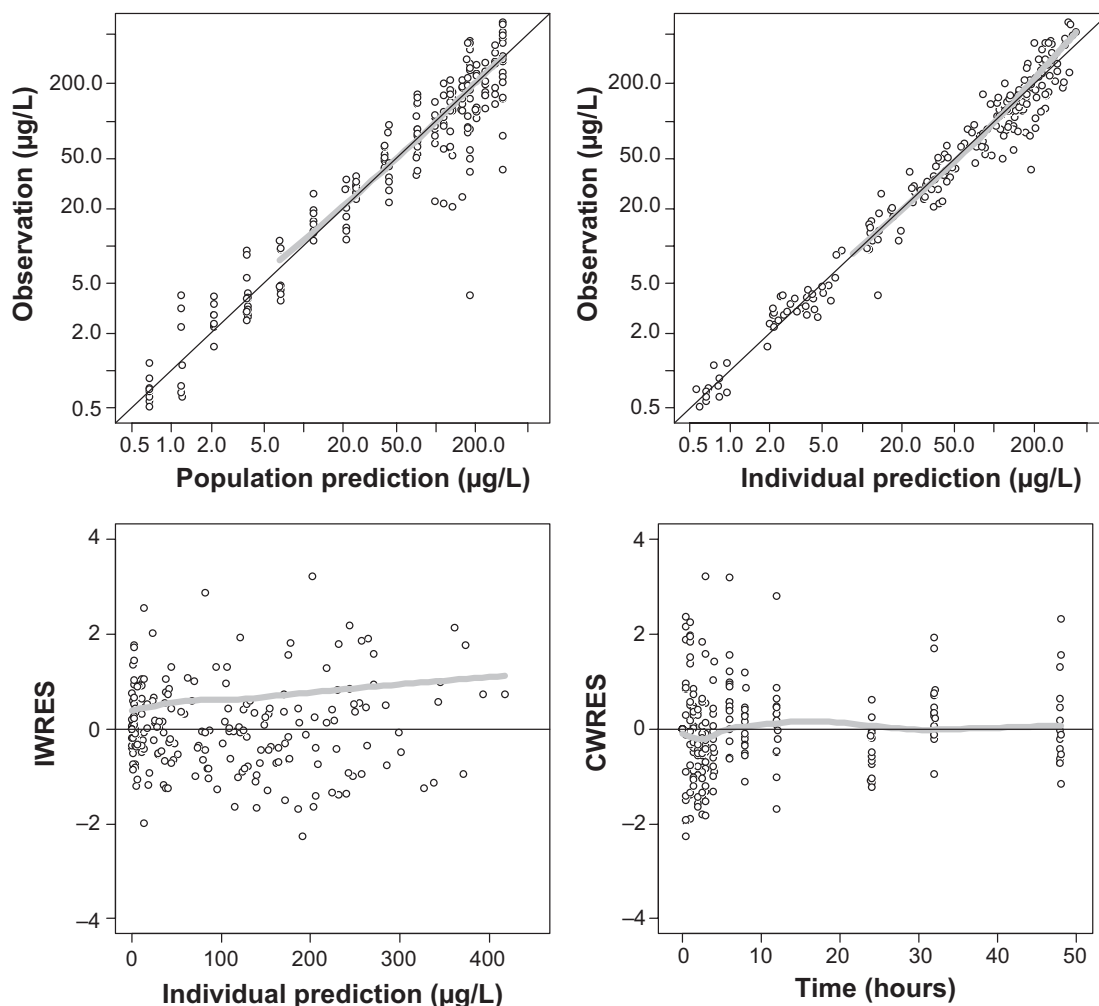 Observation (µg/L)
200.0
50.0
20.0
5.0
2.0
0.5
0.5 1.0 2.0 5.0 20.0 50.0 200.0
Population prediction (µg/L)
Observation (µg/L)
200.0
50.0
20.0
5.0
2.0
0.5
0.5 1.0 2.0 5.0 20.0 50.0 200.0
Individual prediction (µg/L)
IWRES
4
2
0
−2
−4
0 100 200 300 400
Individual prediction (µg/L)
CWRES
4
2
0
−2
−4
0 10 20 30 40 50
Time (hours)